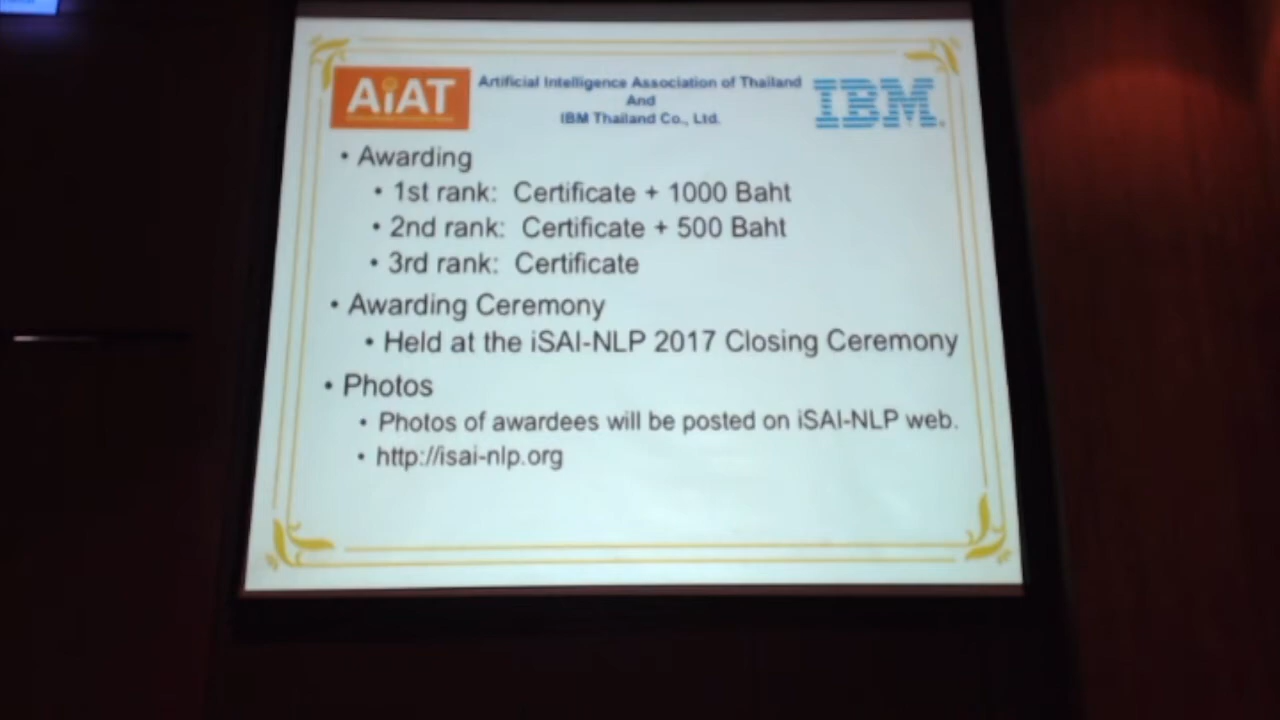 AiAT
Artificial Intelligence Association of Thailand
And
IBM Thailand Co., Ltd.
IBM
• Awarding
• 1st rank: Certificate + 1000 Baht
• 2nd rank: Certificate + 500 Baht
• 3rd rank: Certificate
• Awarding Ceremony
• Held at the iSAI-NLP 2017 Closing Ceremony
• Photos
• Photos of awardees will be posted on iSAI-NLP web.
• http://isai-nlp.org